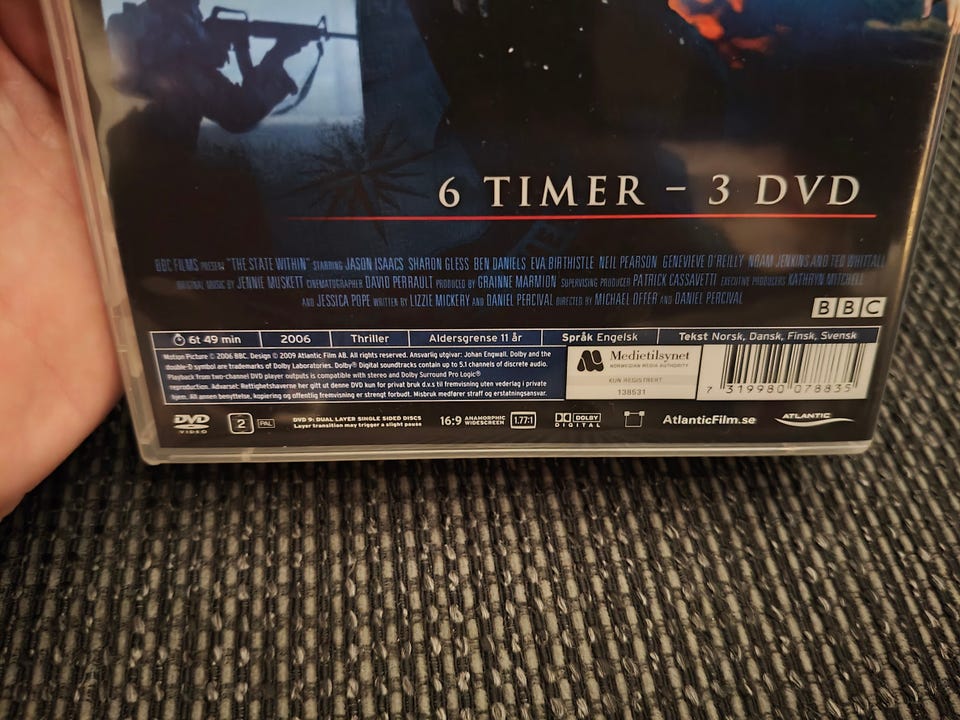 6 TIMER – 3 DVD
BBC FILMS PRESENT "THE STATE WITHIN" STARRING JASON ISAACS SHARON GLESS BEN DANIELS EVA BIRTHISTLE NEIL PEARSON GENEVIEVE O'REILLY NOAM JENKINS AND TED WHITTALL
ORIGINAL MUSIC BY JENNIE MUSKETT CINEMATOGRAPHER DAVID PERRAULT PRODUCED BY GRAINNE MARMION SUPERVISING PRODUCER PATRICK CASSAVETTI EXECUTIVE PRODUCERS KATHRYN MITCHELL
AND JESSICA POPE WRITTEN BY LIZZIE MICKERY AND DANIEL PERCIVAL DIRECTED BY MICHAEL OFFER AND DANIEL PERCIVAL
BBC
6t 49 min 2006 Thriller Aldersgrense 11 år Språk Engelsk Tekst Norsk, Dansk, Finsk, Svensk
Motion Picture © 2006 BBC. Design © 2009 Atlantic Film AB. All rights reserved. Ansvarlig utgivar: Johan Engwall. Dolby and the
double-D symbol are trademarks of Dolby Laboratories. Dolby® Digital soundtracks contain up to 5.1 channels of discrete audio.
Playback from two-channel DVD player outputs is compatible with stereo and Dolby Surround Pro Logic®
reproduction. Advarsel: Rettighetshaverne har gitt ut denne DVD kun for privat bruk d.v.s til fremvisning uten vederlag i private
hjem. All annen benyttelse, kopiering og offentlig fremvisning er strengt forbudt. Misbruk medfører straff og erstatningsansvar.
Medietilsynet
NORWEGIAN MEDIA AUTHORITY
KUN REGISTRERT
138531
7 319980 078835
DVD VIDEO
2 PAL
DVD 9: DUAL LAYER SINGLE SIDED DISCS
Layer transition may trigger a slight pause
16:9 ANAMORPHIC WIDESCREEN
1.77:1
DOLBY DIGITAL
AtlanticFilm.se
ATLANTIC